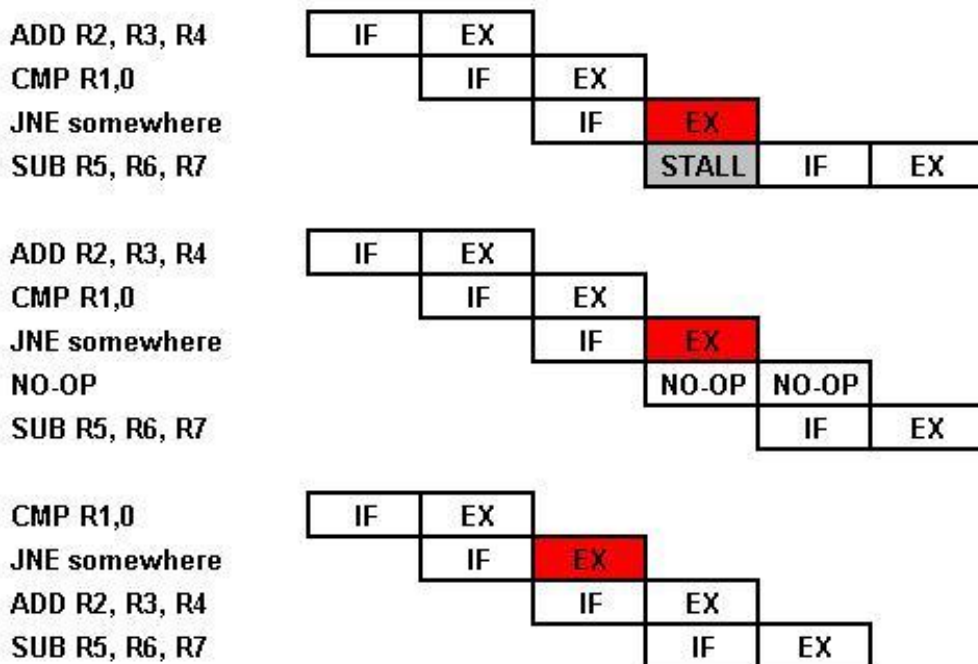 ADD R2, R3, R4 IF EX
CMP R1,0 IF EX
JNE somewhere IF EX
SUB R5, R6, R7 STALL IF EX
ADD R2, R3, R4 IF EX
CMP R1,0 IF EX
JNE somewhere IF EX
NO-OP NO-OP NO-OP
SUB R5, R6, R7 IF EX
CMP R1,0 IF EX
JNE somewhere IF EX
ADD R2, R3, R4 IF EX
SUB R5, R6, R7 IF EX